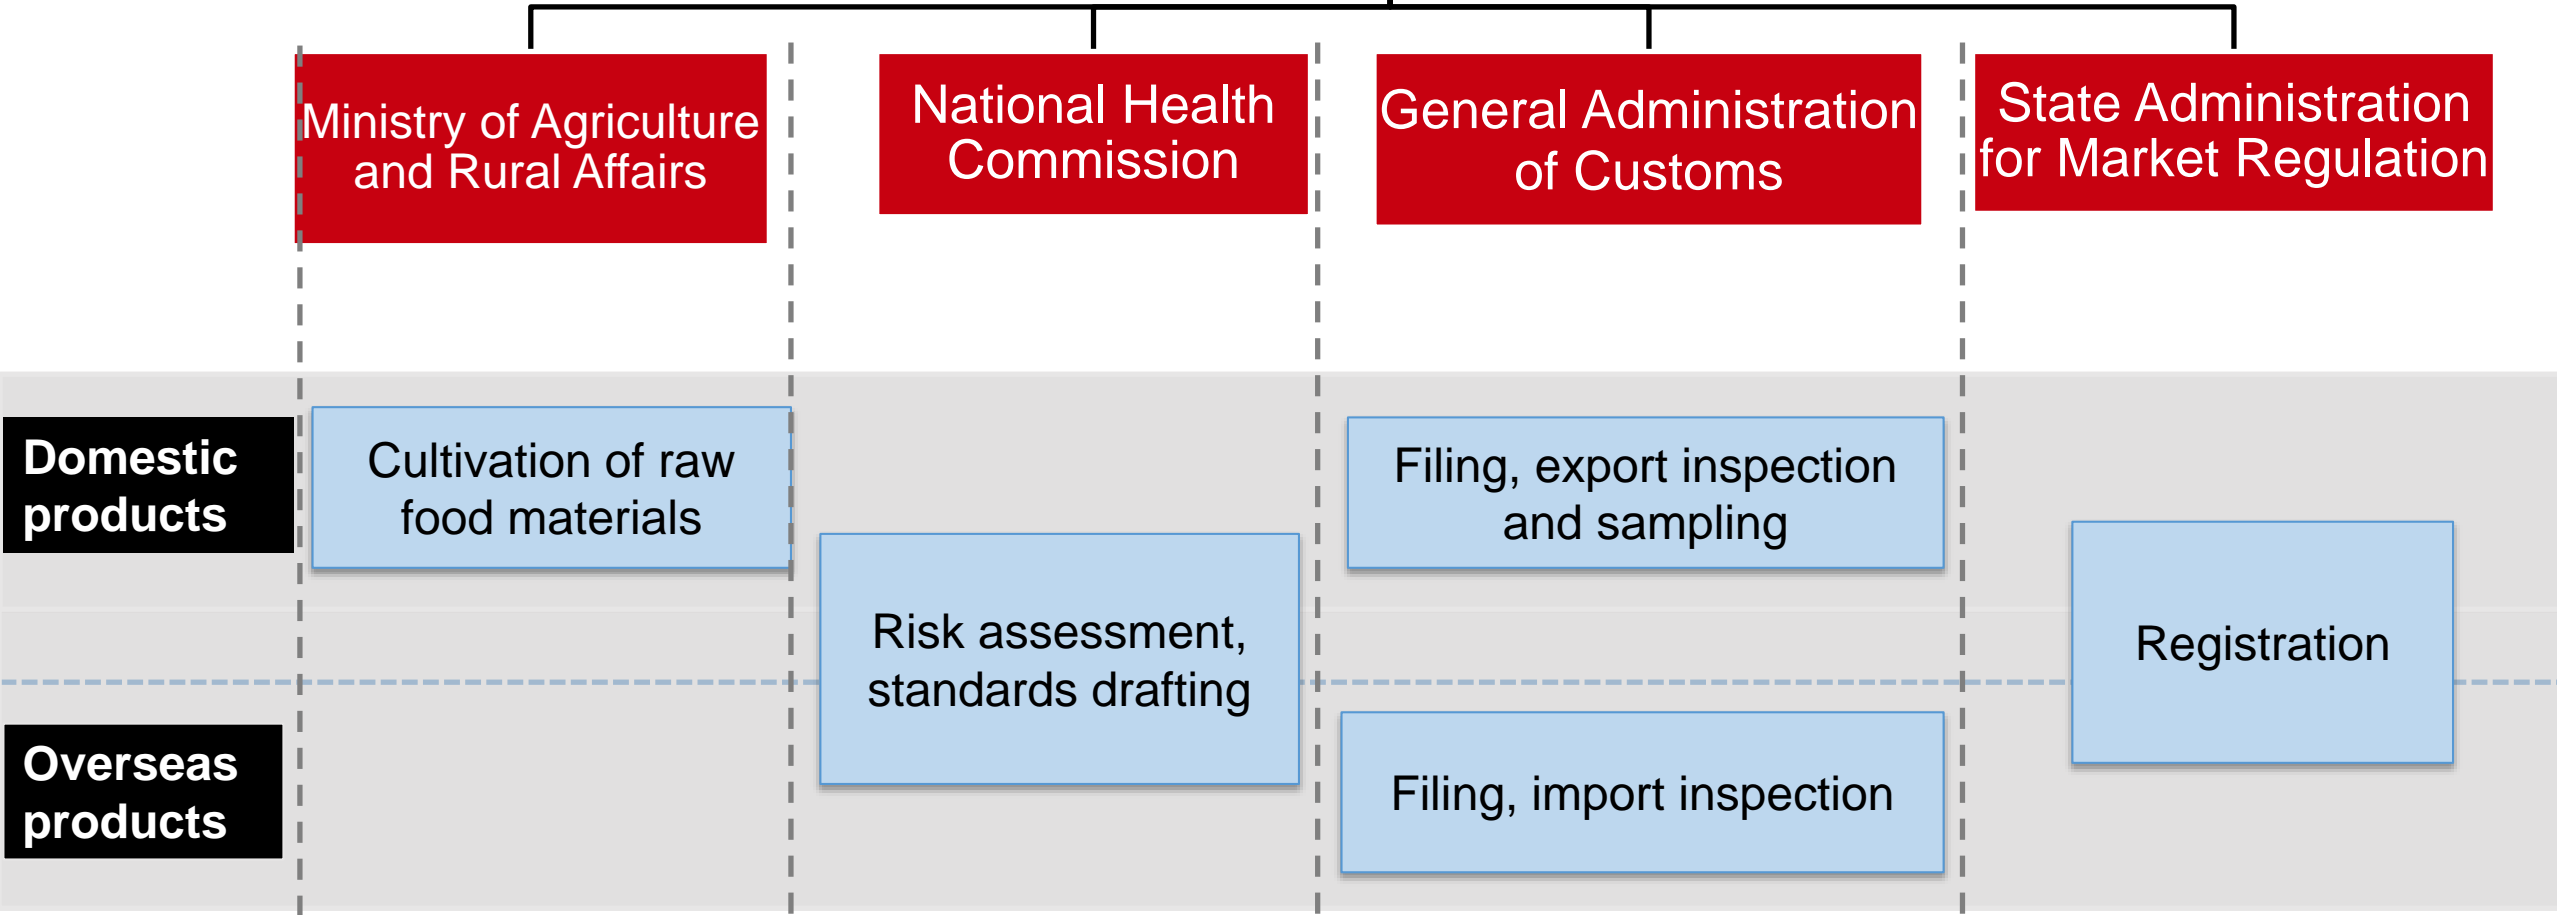 Ministry of Agriculture
and Rural Affairs
National Health
Commission
General Administration
of Customs
State Administration
for Market Regulation
Domestic
products
Cultivation of raw
food materials
Filing, export inspection
and sampling
Risk assessment,
standards drafting
Registration
Overseas
products
Filing, import inspection